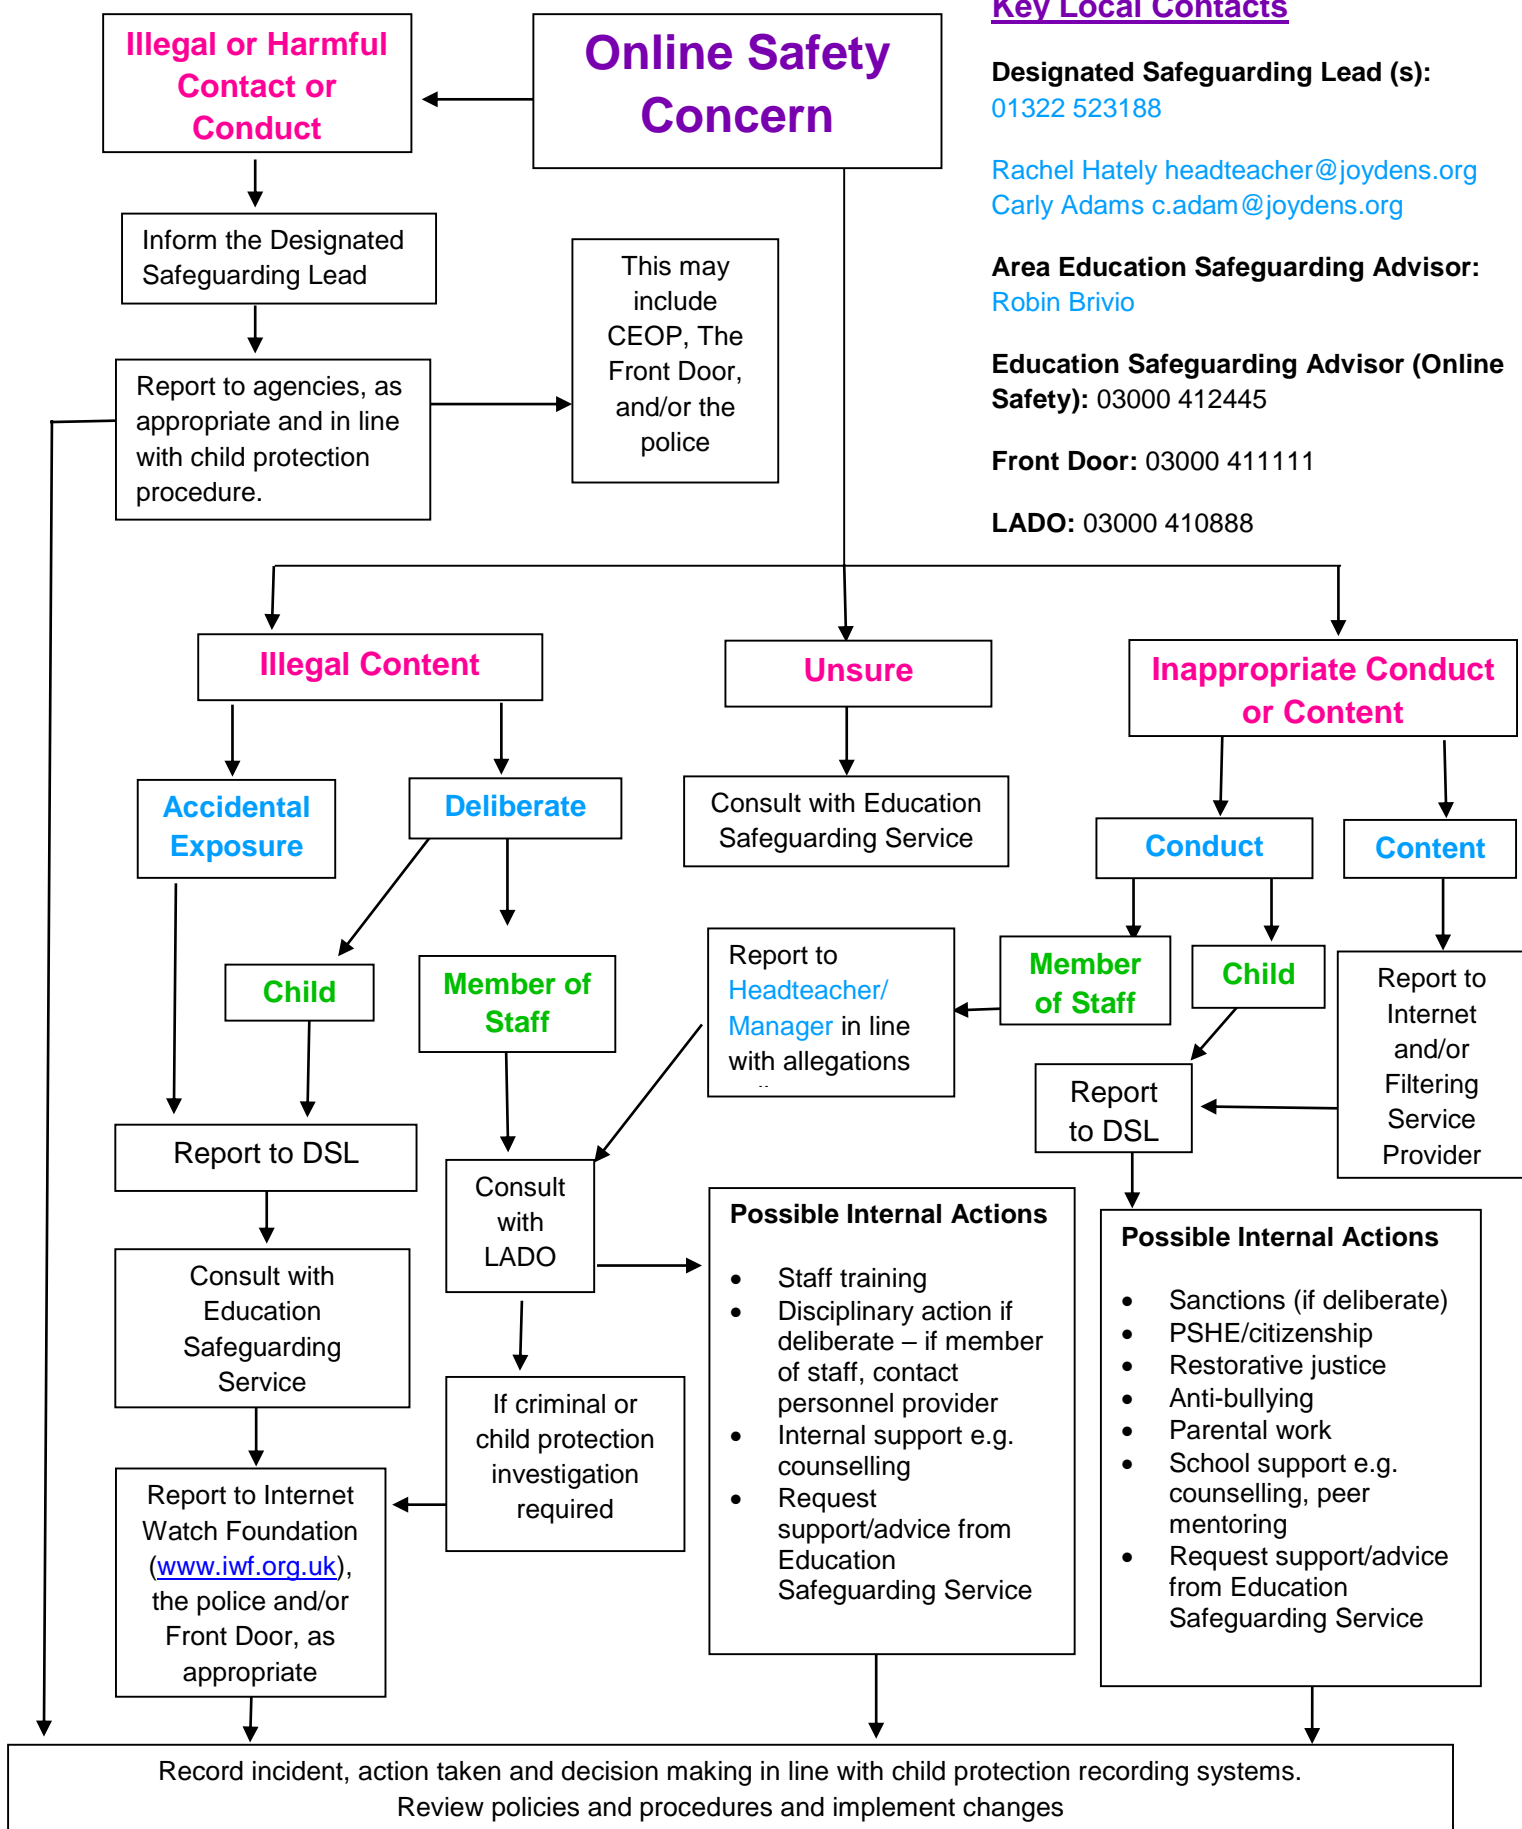 Key Local Contacts
Illegal or Harmful
Contact or
Conduct
Online Safety
Concern
Designated Safeguarding Lead (s):
01322 523188
Rachel Hately headteacher@joydens.org
Carly Adams c.adam@joydens.org
Area Education Safeguarding Advisor:
Robin Brivio
Education Safeguarding Advisor (Online
Safety): 03000 412445
Front Door: 03000 411111
LADO: 03000 410888
Inform the Designated
Safeguarding Lead
This may
include
CEOP, The
Front Door,
and/or the
police
Report to agencies, as
appropriate and in line
with child protection
procedure.
Illegal Content
Unsure
Inappropriate Conduct
or Content
Accidental
Exposure
Deliberate
Consult with Education
Safeguarding Service
Conduct
Content
Child
Member of
Staff
Report to
Headteacher/
Manager in line
with allegations
Member
of Staff
Child
Report to
Internet
and/or
Filtering
Service
Provider
Report to DSL
Report
to DSL
Consult
with
LADO
Consult with
Education
Safeguarding
Service
If criminal or
child protection
investigation
required
Report to Internet
Watch Foundation
(www.iwf.org.uk),
the police and/or
Front Door, as
appropriate
Possible Internal Actions
• Staff training
• Disciplinary action if
deliberate – if member
of staff, contact
personnel provider
• Internal support e.g.
counselling
• Request
support/advice from
Education
Safeguarding Service
Possible Internal Actions
• Sanctions (if deliberate)
• PSHE/citizenship
• Restorative justice
• Anti-bullying
• Parental work
• School support e.g.
counselling, peer
mentoring
• Request support/advice
from Education
Safeguarding Service
Record incident, action taken and decision making in line with child protection recording systems.
Review policies and procedures and implement changes